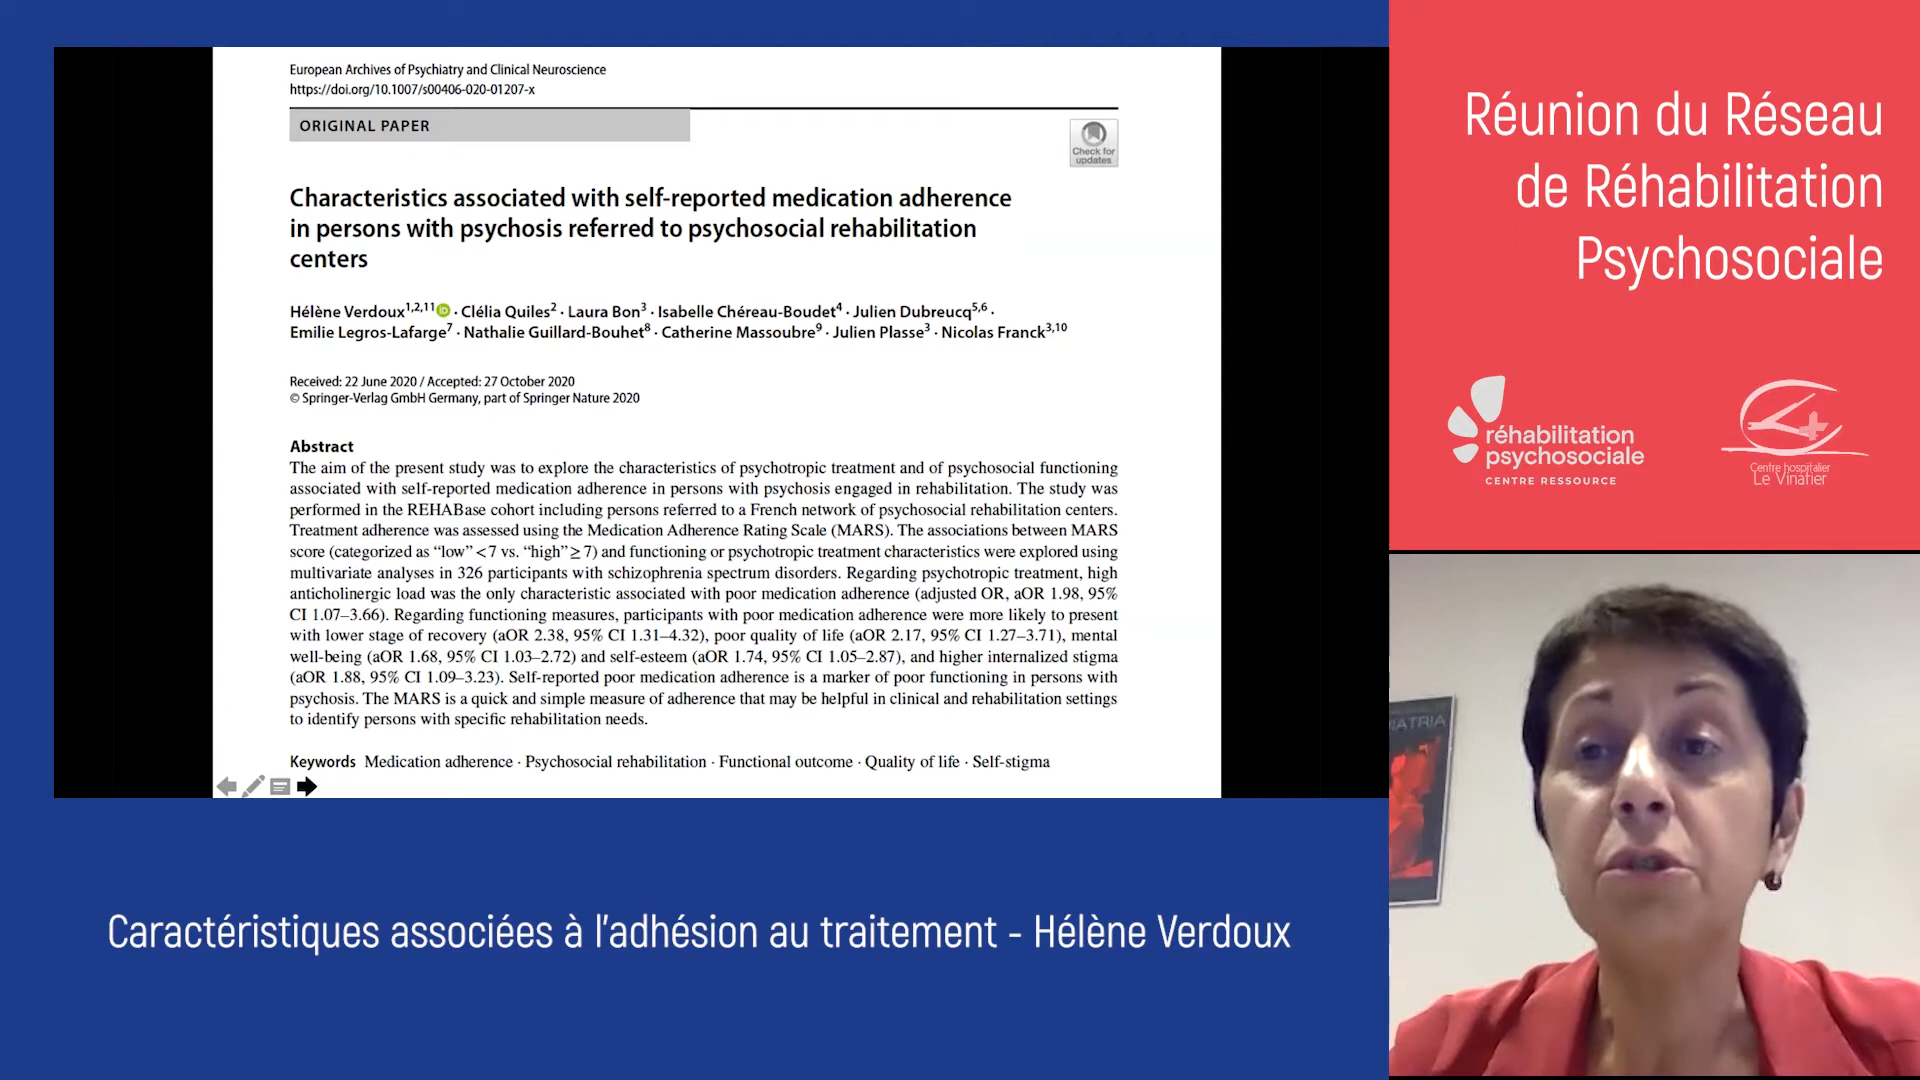 European Archives of Psychiatry and Clinical Neuroscience
https://doi.org/10.1007/s00406-020-01207-x
ORIGINAL PAPER
Check for
updates
Characteristics associated with self-reported medication adherence
in persons with psychosis referred to psychosocial rehabilitation
centers
Hélène Verdoux1,2,11 iD · Clélia Quiles2 · Laura Bon3 · Isabelle Chéreau-Boudet4 · Julien Dubreucq5,6 ·
Emilie Legros-Lafarge7 · Nathalie Guillard-Bouhet8 · Catherine Massoubre9 · Julien Plasse3 · Nicolas Franck3,10
Received: 22 June 2020 / Accepted: 27 October 2020
© Springer-Verlag GmbH Germany, part of Springer Nature 2020
Abstract
The aim of the present study was to explore the characteristics of psychotropic treatment and of psychosocial functioning
associated with self-reported medication adherence in persons with psychosis engaged in rehabilitation. The study was
performed in the REHABase cohort including persons referred to a French network of psychosocial rehabilitation centers.
Treatment adherence was assessed using the Medication Adherence Rating Scale (MARS). The associations between MARS
score (categorized as “low” < 7 vs. “high” ≥ 7) and functioning or psychotropic treatment characteristics were explored using
multivariate analyses in 326 participants with schizophrenia spectrum disorders. Regarding psychotropic treatment, high
anticholinergic load was the only characteristic associated with poor medication adherence (adjusted OR, aOR 1.98, 95%
CI 1.07–3.66). Regarding functioning measures, participants with poor medication adherence were more likely to present
with lower stage of recovery (aOR 2.38, 95% CI 1.31–4.32), poor quality of life (aOR 2.17, 95% CI 1.27–3.71), mental
well-being (aOR 1.68, 95% CI 1.03–2.72) and self-esteem (aOR 1.74, 95% CI 1.05–2.87), and higher internalized stigma
(aOR 1.88, 95% CI 1.09–3.23). Self-reported poor medication adherence is a marker of poor functioning in persons with
psychosis. The MARS is a quick and simple measure of adherence that may be helpful in clinical and rehabilitation settings
to identify persons with specific rehabilitation needs.
Keywords Medication adherence · Psychosocial rehabilitation · Functional outcome · Quality of life · Self-stigma
Caractéristiques associées à l'adhésion au traitement - Hélène Verdoux
Réunion du Réseau
de Réhabilitation
Psychosociale
réhabilitation
psychosociale
CENTRE RESSOURCE
Centre hospitalier
Le Vinatier
IATRIA